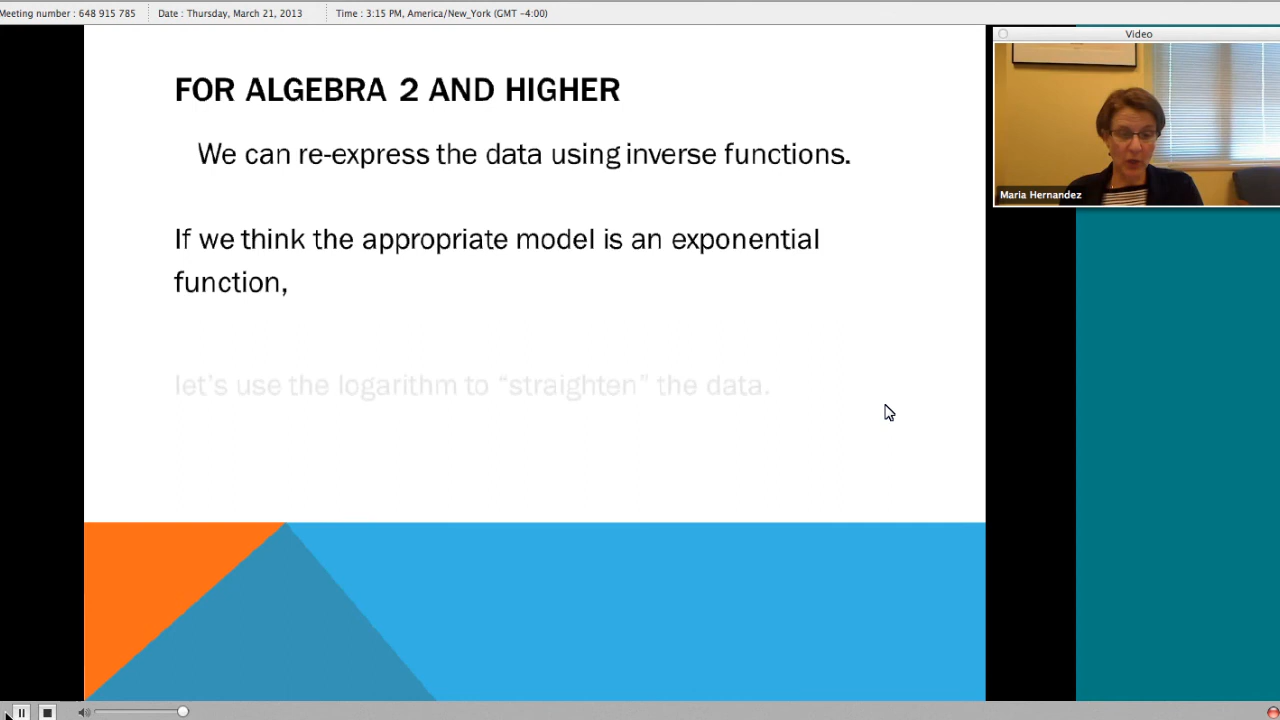 Meeting number : 648 915 785 Date : Thursday, March 21, 2013 Time : 3:15 PM, America/New_York (GMT -4:00)
Video
Maria Hernandez
FOR ALGEBRA 2 AND HIGHER
We can re-express the data using inverse functions.
If we think the appropriate model is an exponential
function,
let's use the logarithm to “straighten” the data.